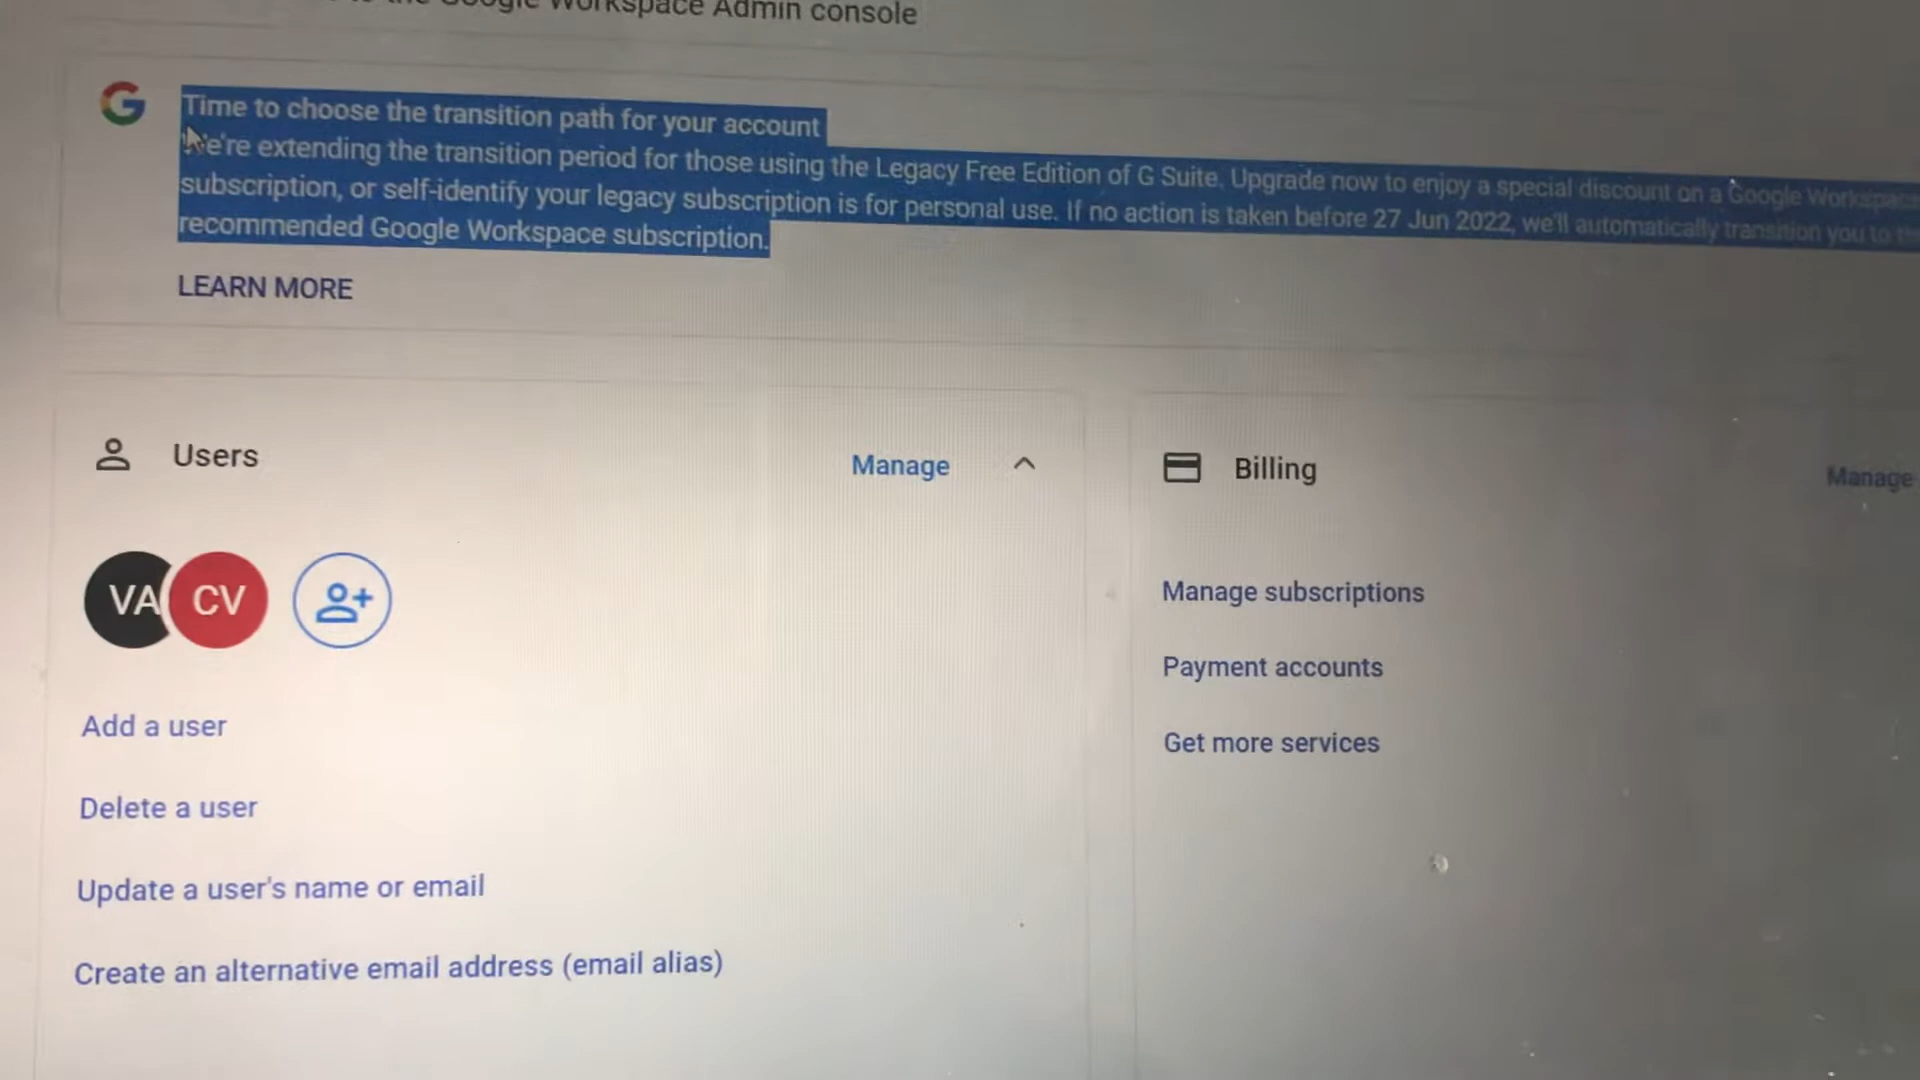 to the Google Workspace Admin console
Time to choose the transition path for your account
We're extending the transition period for those using the Legacy Free Edition of G Suite. Upgrade now to enjoy a special discount on a Google Workspace
subscription, or self-identify your legacy subscription is for personal use. If no action is taken before 27 Jun 2022, we'll automatically transition you to
recommended Google Workspace subscription.
LEARN MORE
Users
Manage
VA
CV
Add a user
Delete a user
Update a user's name or email
Create an alternative email address (email alias)
Billing
Manage
Manage subscriptions
Payment accounts
Get more services